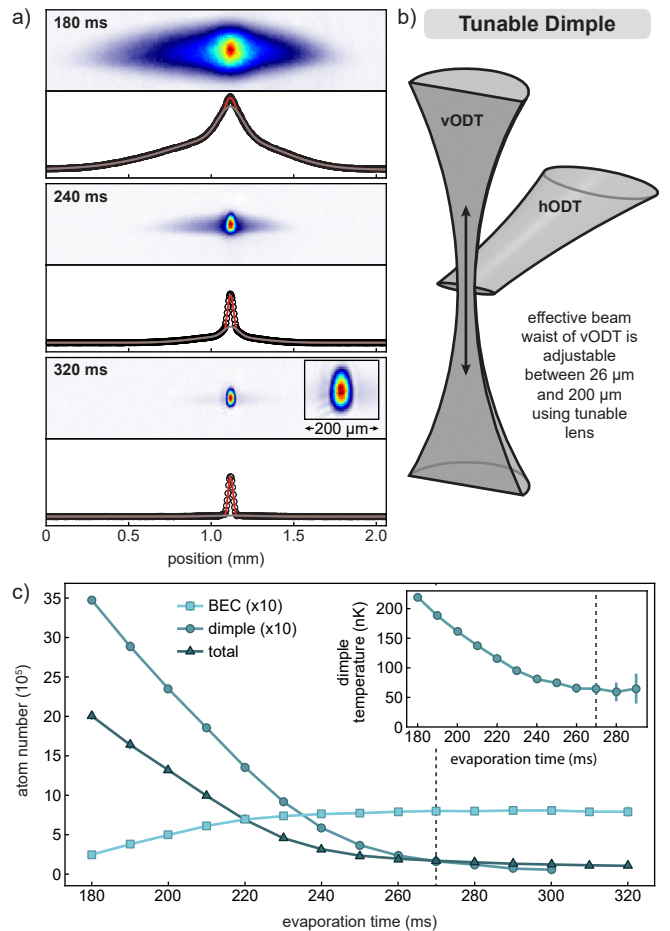 a)
180 ms
240 ms
320 ms
200 µm
0
0.5
1.0
1.5
2.0
position (mm)
b)
Tunable Dimple
vODT
hODT
effective beam
waist of vODT is
adjustable
between 26 µm
and 200 µm
using tunable
lens
c)
35
30
25
20
15
10
5
0
atom number (10⁵)
BEC (x10)
dimple (x10)
total
180
200
220
240
260
280
300
320
evaporation time (ms)
200
150
100
50
0
dimple
temperature (nK)
180
200
220
240
260
280
evaporation time (ms)